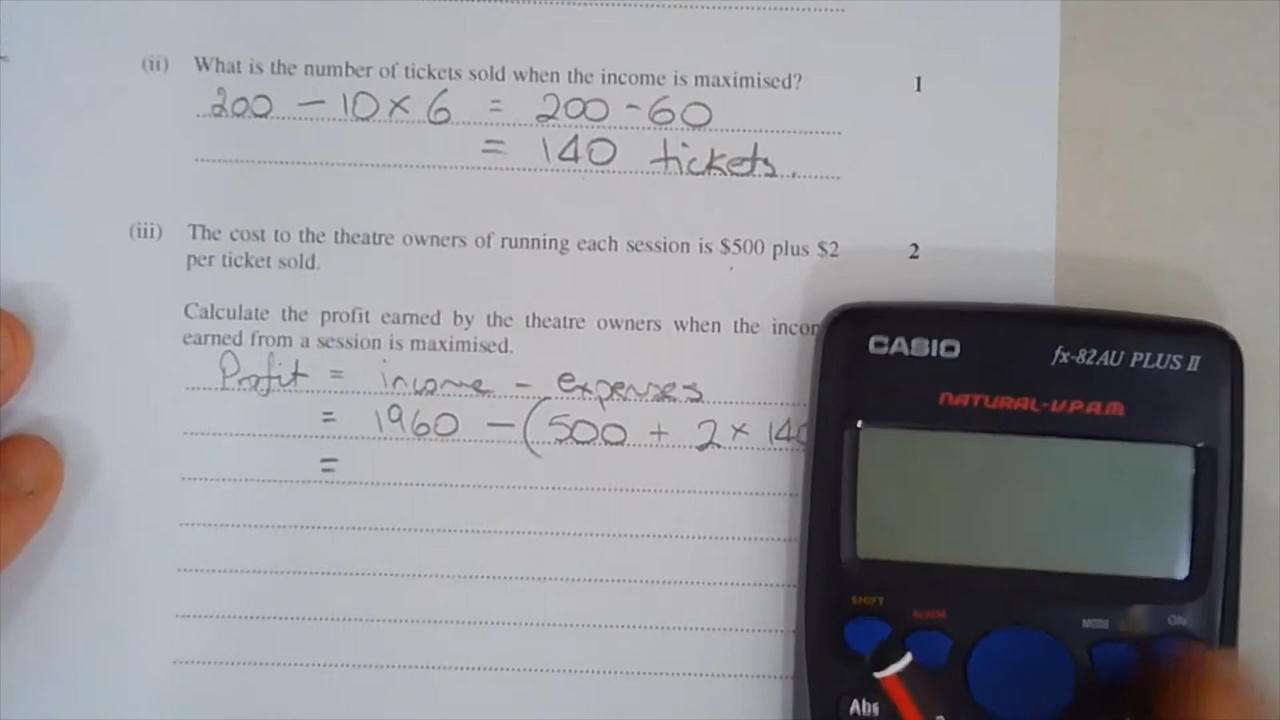 (ii) What is the number of tickets sold when the income is maximised? 1
200 - 10 × 6 = 200 - 60
= 140 tickets.
(iii) The cost to the theatre owners of running each session is $500 plus $2 2
per ticket sold.
Calculate the profit earned by the theatre owners when the incom
earned from a session is maximised.
Profit = income - expenses
= 1960 - (500 + 2 × 140
=
CASIO fx-82AU PLUS II
NATURAL-V.P.A.M.
SHIFT ALPHA MODE ON
Abs